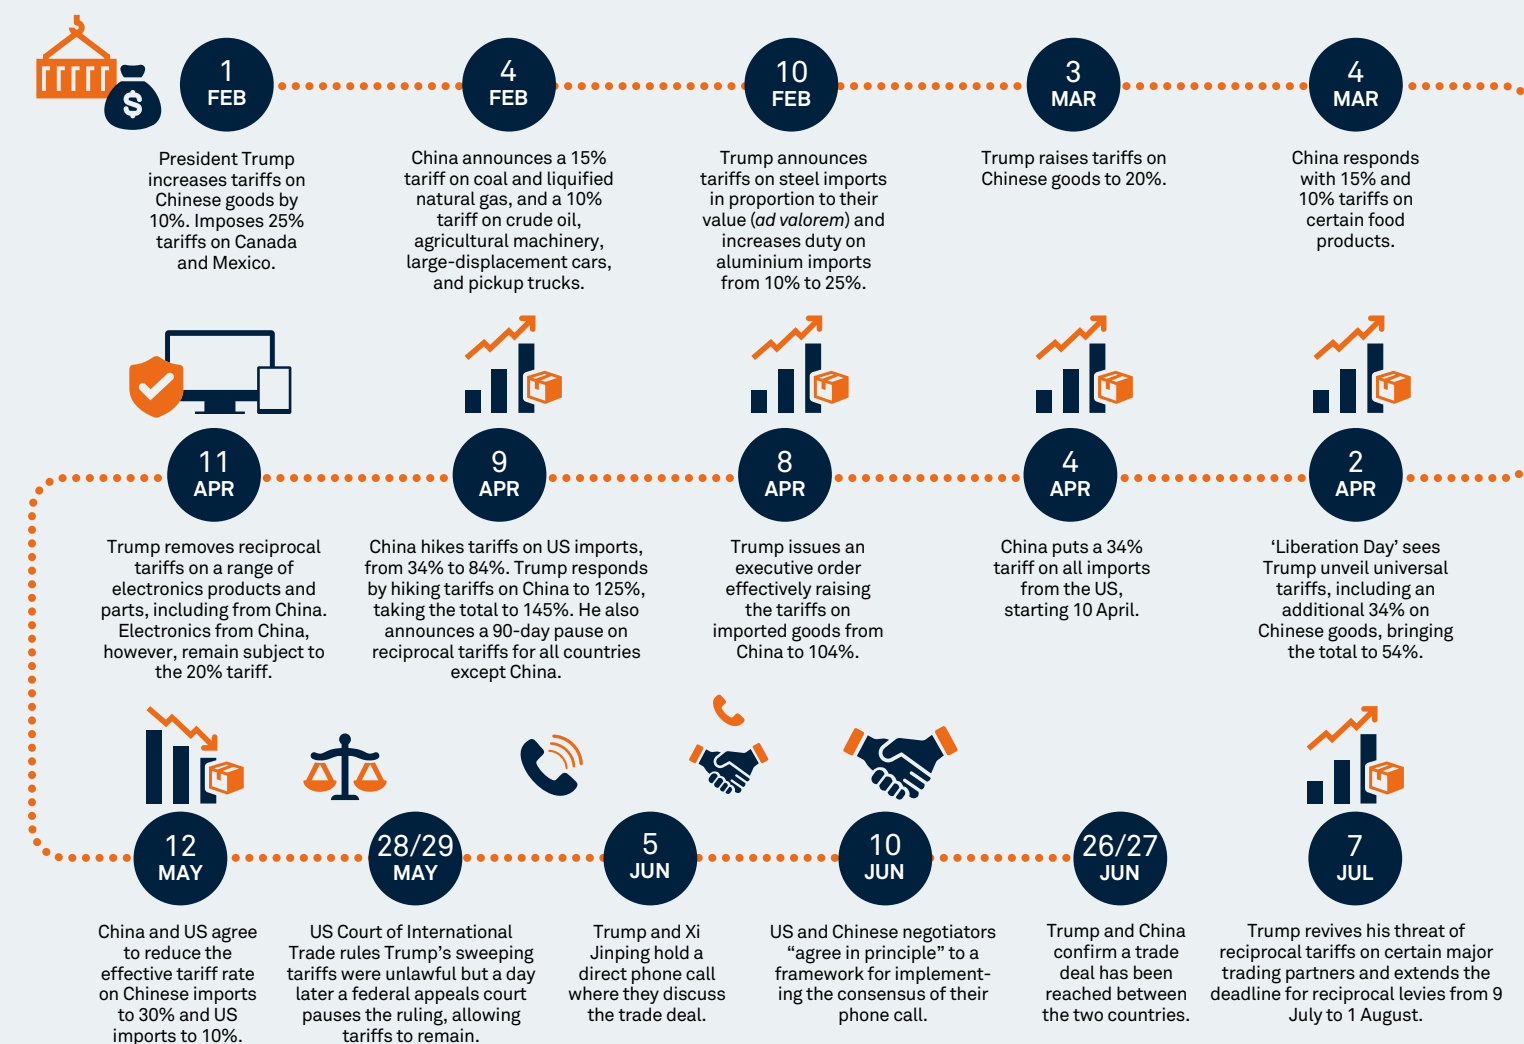 $
1
FEB
President Trump
increases tariffs on
Chinese goods by
10%. Imposes 25%
tariffs on Canada
and Mexico.
4
FEB
China announces a 15%
tariff on coal and liquified
natural gas, and a 10%
tariff on crude oil,
agricultural machinery,
large-displacement cars,
and pickup trucks.
10
FEB
Trump announces
tariffs on steel imports
in proportion to their
value (ad valorem) and
increases duty on
aluminium imports
from 10% to 25%.
3
MAR
Trump raises tariffs on
Chinese goods to 20%.
4
MAR
China responds
with 15% and
10% tariffs on
certain food
products.
2
APR
‘Liberation Day’ sees
Trump unveil universal
tariffs, including an
additional 34% on
Chinese goods, bringing
the total to 54%.
4
APR
China puts a 34%
tariff on all imports
from the US,
starting 10 April.
8
APR
Trump issues an
executive order
effectively raising
the tariffs on
imported goods from
China to 104%.
9
APR
China hikes tariffs on US imports,
from 34% to 84%. Trump responds
by hiking tariffs on China to 125%,
taking the total to 145%. He also
announces a 90-day pause on
reciprocal tariffs for all countries
except China.
11
APR
Trump removes reciprocal
tariffs on a range of
electronics products and
parts, including from China.
Electronics from China,
however, remain subject to
the 20% tariff.
12
MAY
China and US agree
to reduce the
effective tariff rate
on Chinese imports
to 30% and US
imports to 10%.
28/29
MAY
US Court of International
Trade rules Trump’s sweeping
tariffs were unlawful but a day
later a federal appeals court
pauses the ruling, allowing
tariffs to remain.
5
JUN
Trump and Xi
Jinping hold a
direct phone call
where they discuss
the trade deal.
10
JUN
US and Chinese negotiators
“agree in principle” to a
framework for implement-
ing the consensus of their
phone call.
26/27
JUN
Trump and China
confirm a trade
deal has been
reached between
the two countries.
7
JUL
Trump revives his threat of
reciprocal tariffs on certain major
trading partners and extends the
deadline for reciprocal levies from 9
July to 1 August.